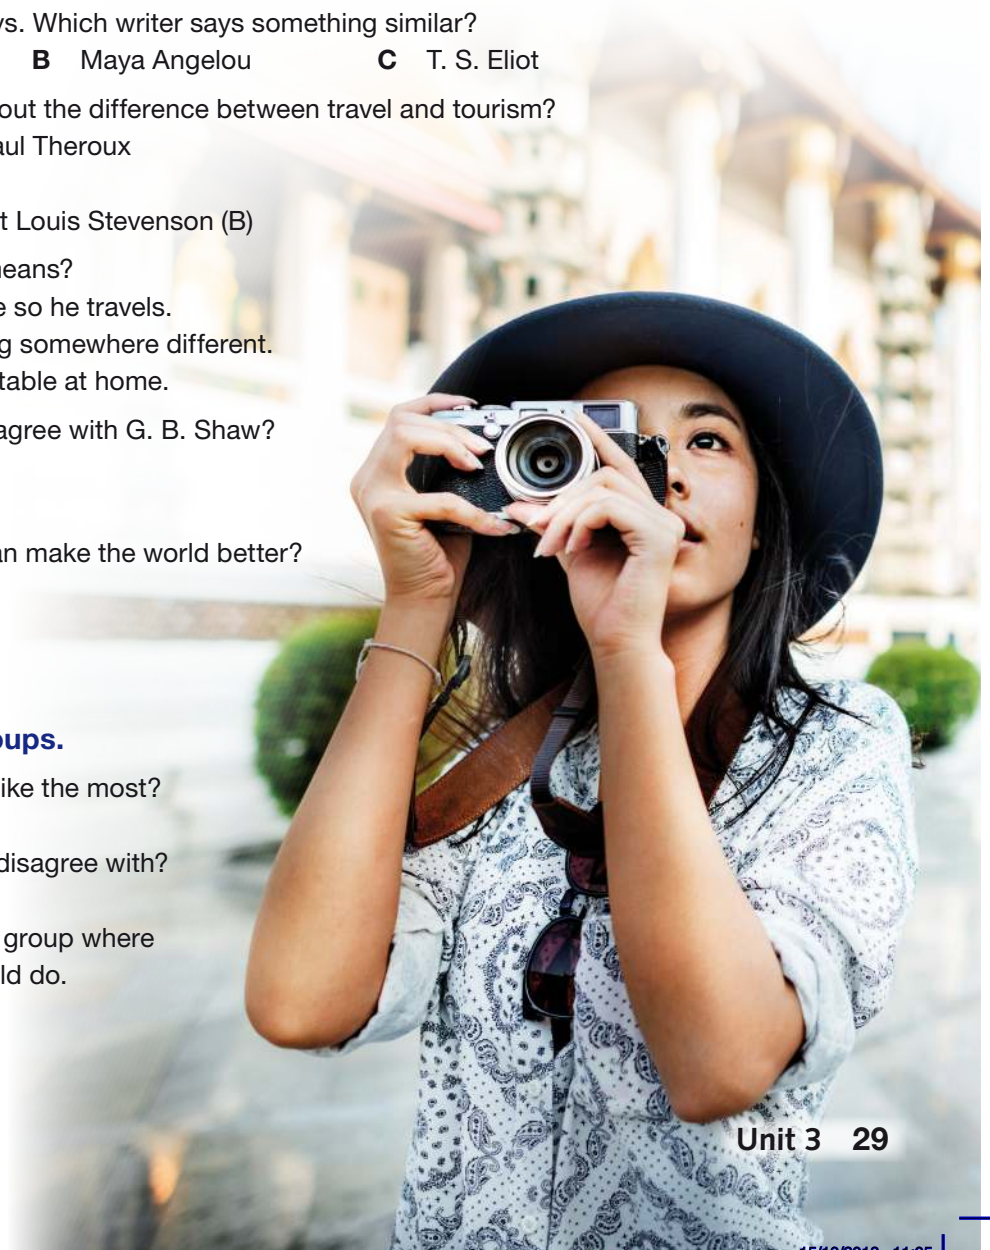 ys. Which writer says something similar?
B Maya Angelou C T. S. Eliot
out the difference between travel and tourism?
aul Theroux
t Louis Stevenson (B)
neans?
e so he travels.
g somewhere different.
table at home.
agree with G. B. Shaw?
an make the world better?
oups.
ike the most?
disagree with?
group where
ld do.
Unit 3 29